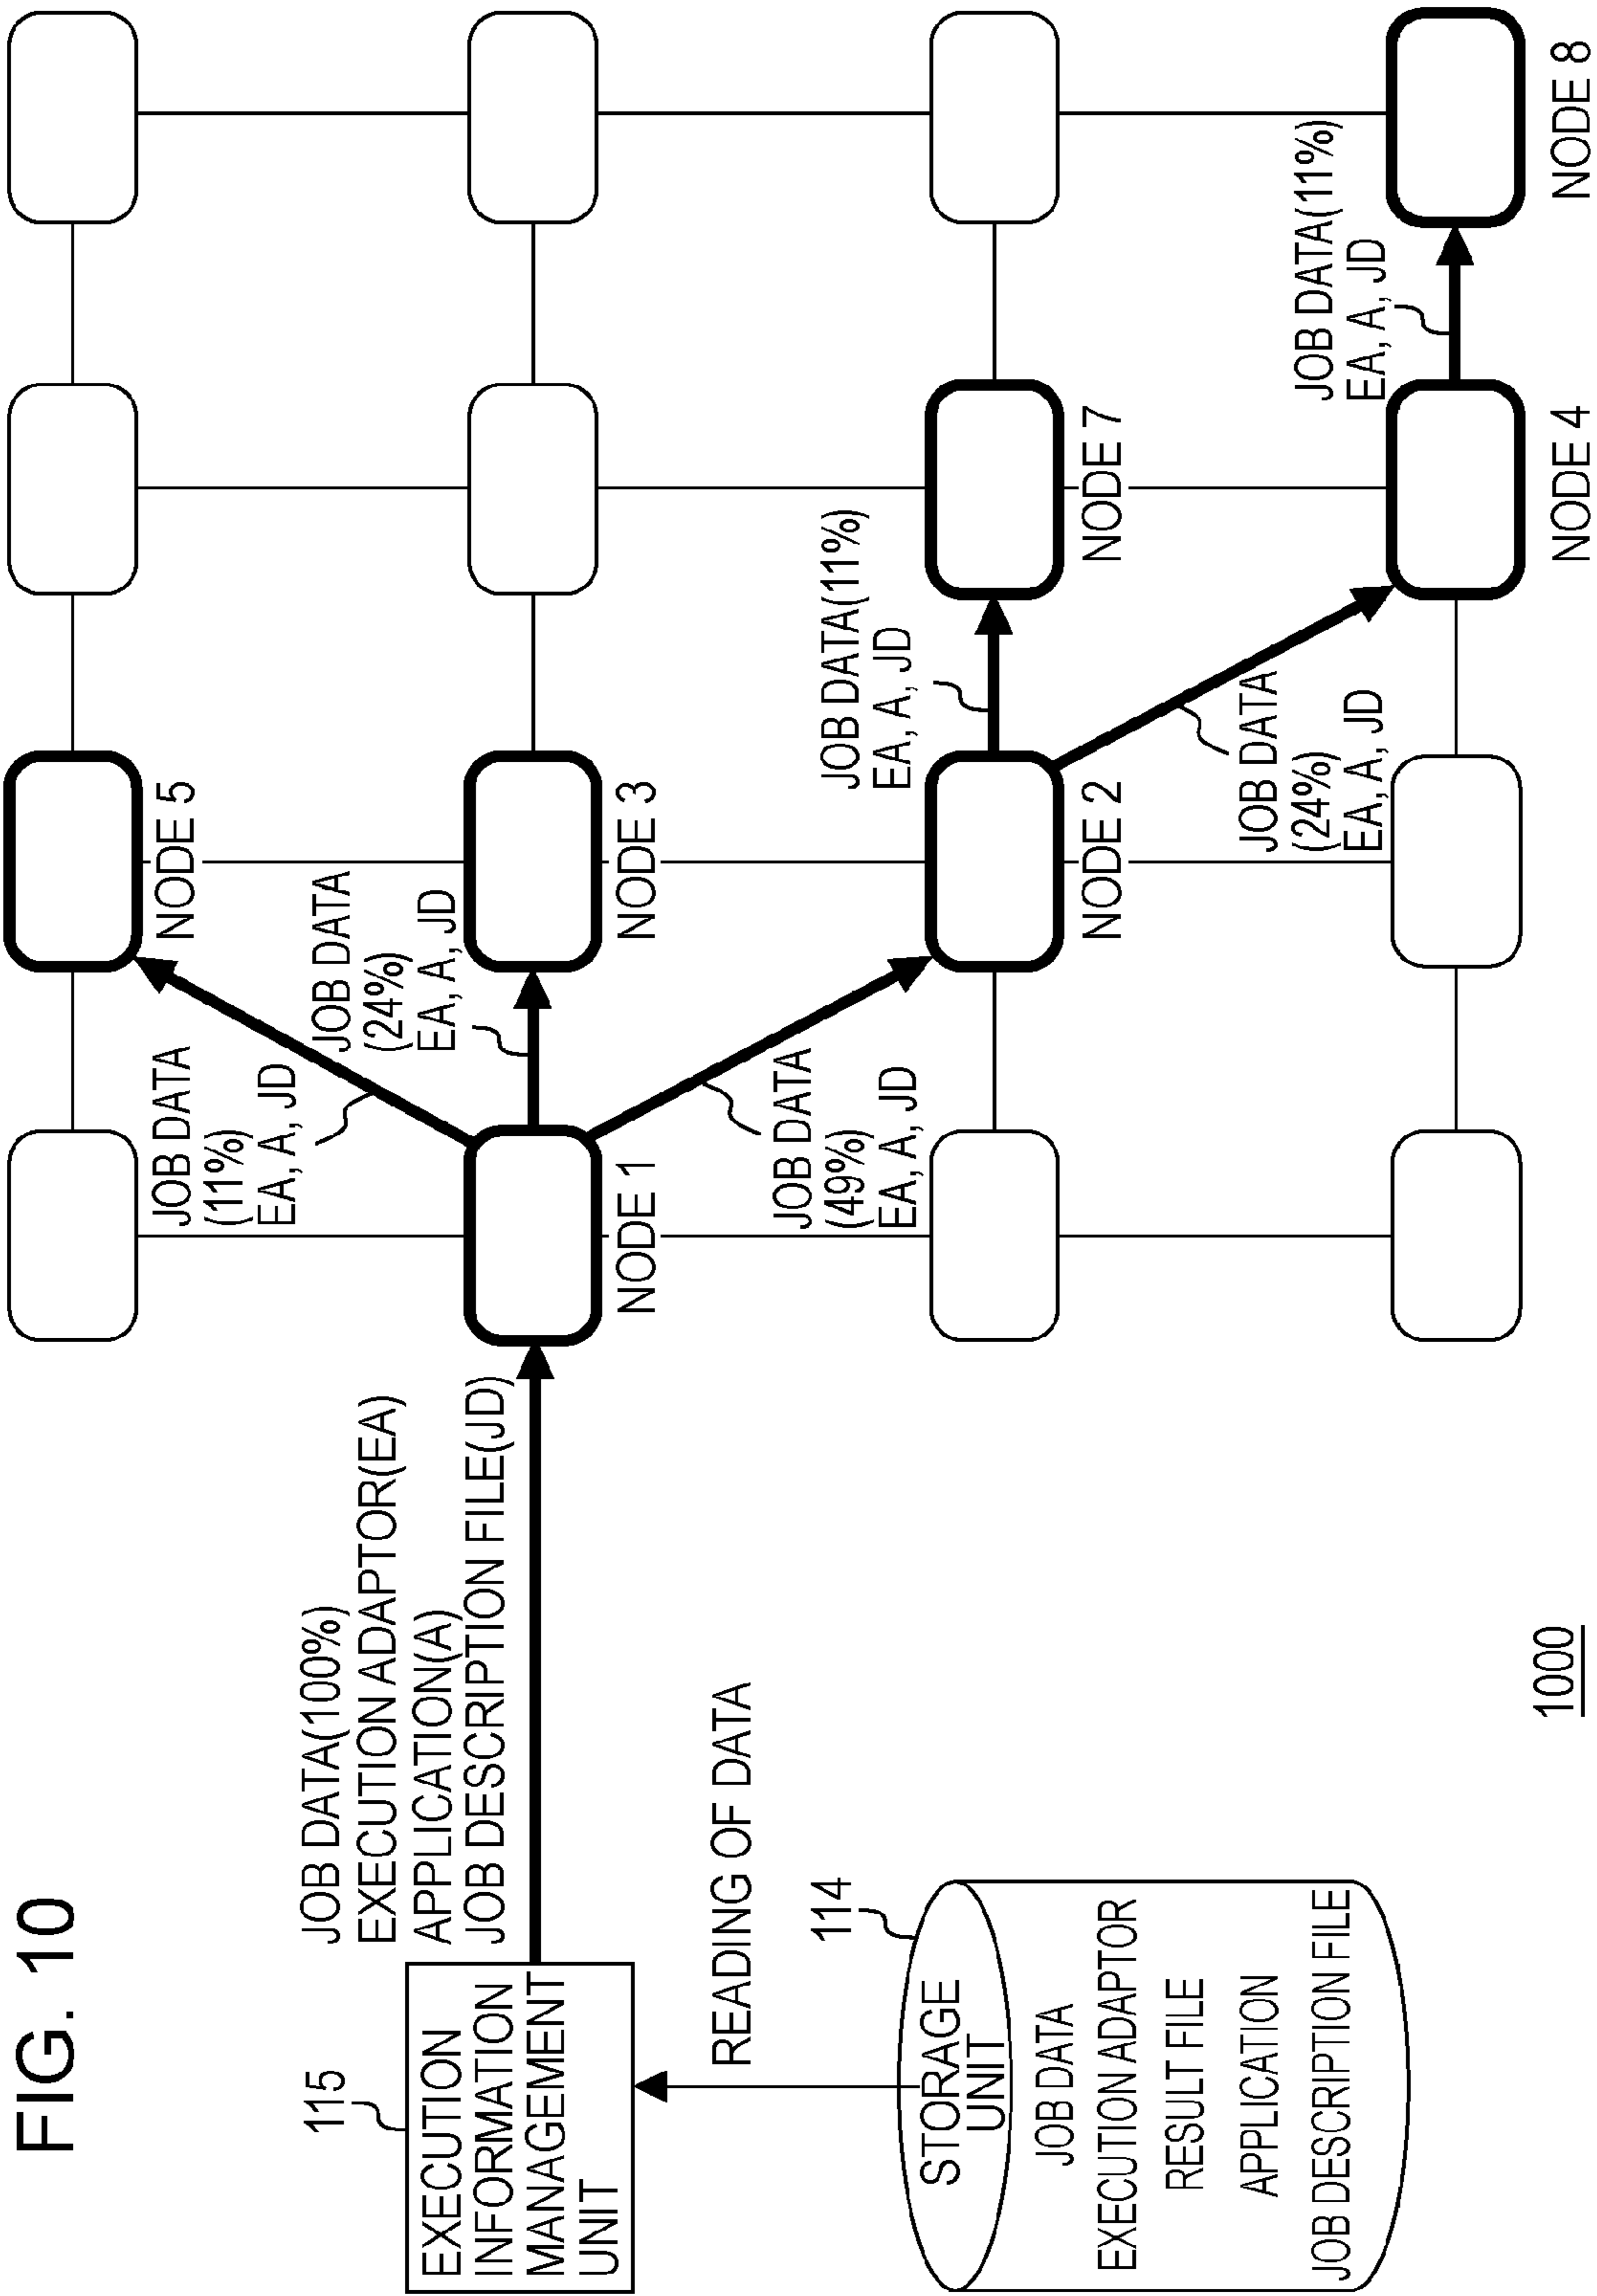 FIG. 10
115
EXECUTION
INFORMATION
MANAGEMENT
UNIT
JOB DATA(100%)
EXECUTION ADAPTOR(EA)
APPLICATION(A)
JOB DESCRIPTION FILE(JD)
READING OF DATA
114
STORAGE
UNIT
JOB DATA
EXECUTION ADAPTOR
RESULT FILE
APPLICATION
JOB DESCRIPTION FILE
1000
NODE 1
JOB DATA
(11%)
EA, A, JD
NODE 5
JOB DATA
(24%)
EA, A, JD
NODE 3
JOB DATA
(49%)
EA, A, JD
NODE 2
JOB DATA(11%)
EA, A, JD
NODE 7
JOB DATA
(24%)
EA, A, JD
NODE 4
JOB DATA(11%)
EA, A, JD
NODE 8